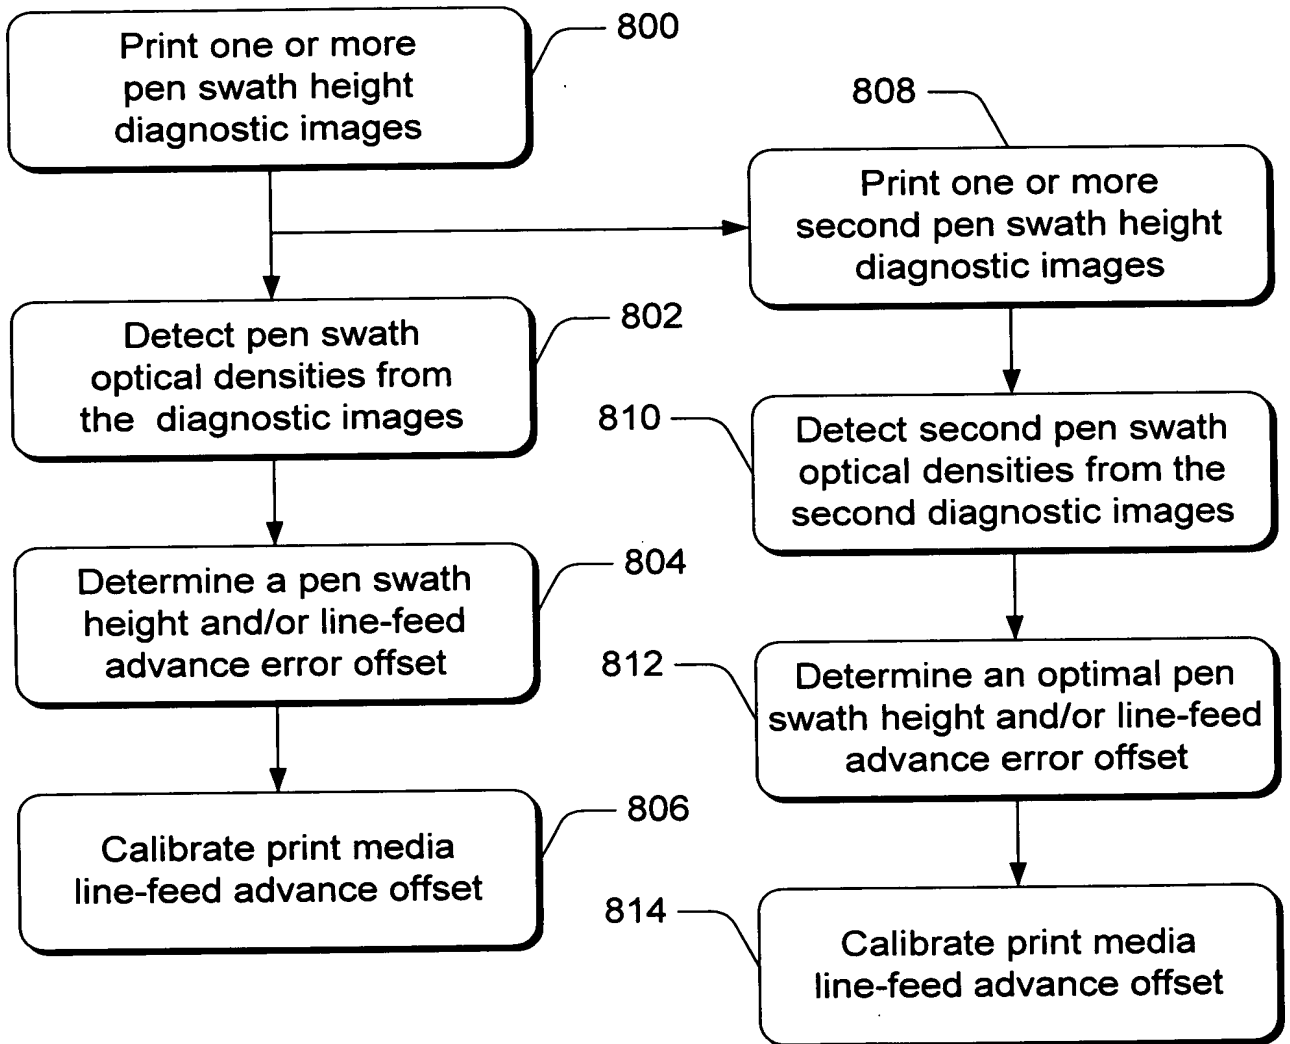 Print one or more
pen swath height
diagnostic images
800
Detect pen swath
optical densities from
the diagnostic images
802
Determine a pen swath
height and/or line-feed
advance error offset
804
Calibrate print media
line-feed advance offset
806
808
Print one or more
second pen swath height
diagnostic images
810
Detect second pen swath
optical densities from the
second diagnostic images
812
Determine an optimal pen
swath height and/or line-feed
advance error offset
814
Calibrate print media
line-feed advance offset